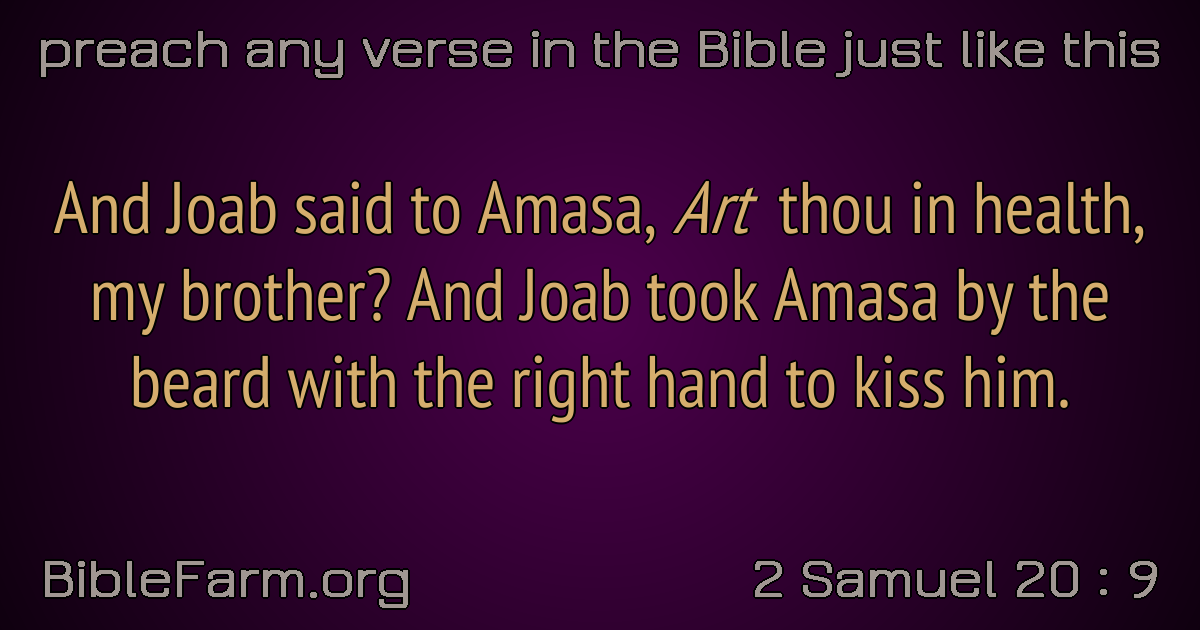 preach any verse in the Bible just like this
And Joab said to Amasa, Art thou in health,
my brother? And Joab took Amasa by the
beard with the right hand to kiss him.
BibleFarm.org
2 Samuel 20 : 9